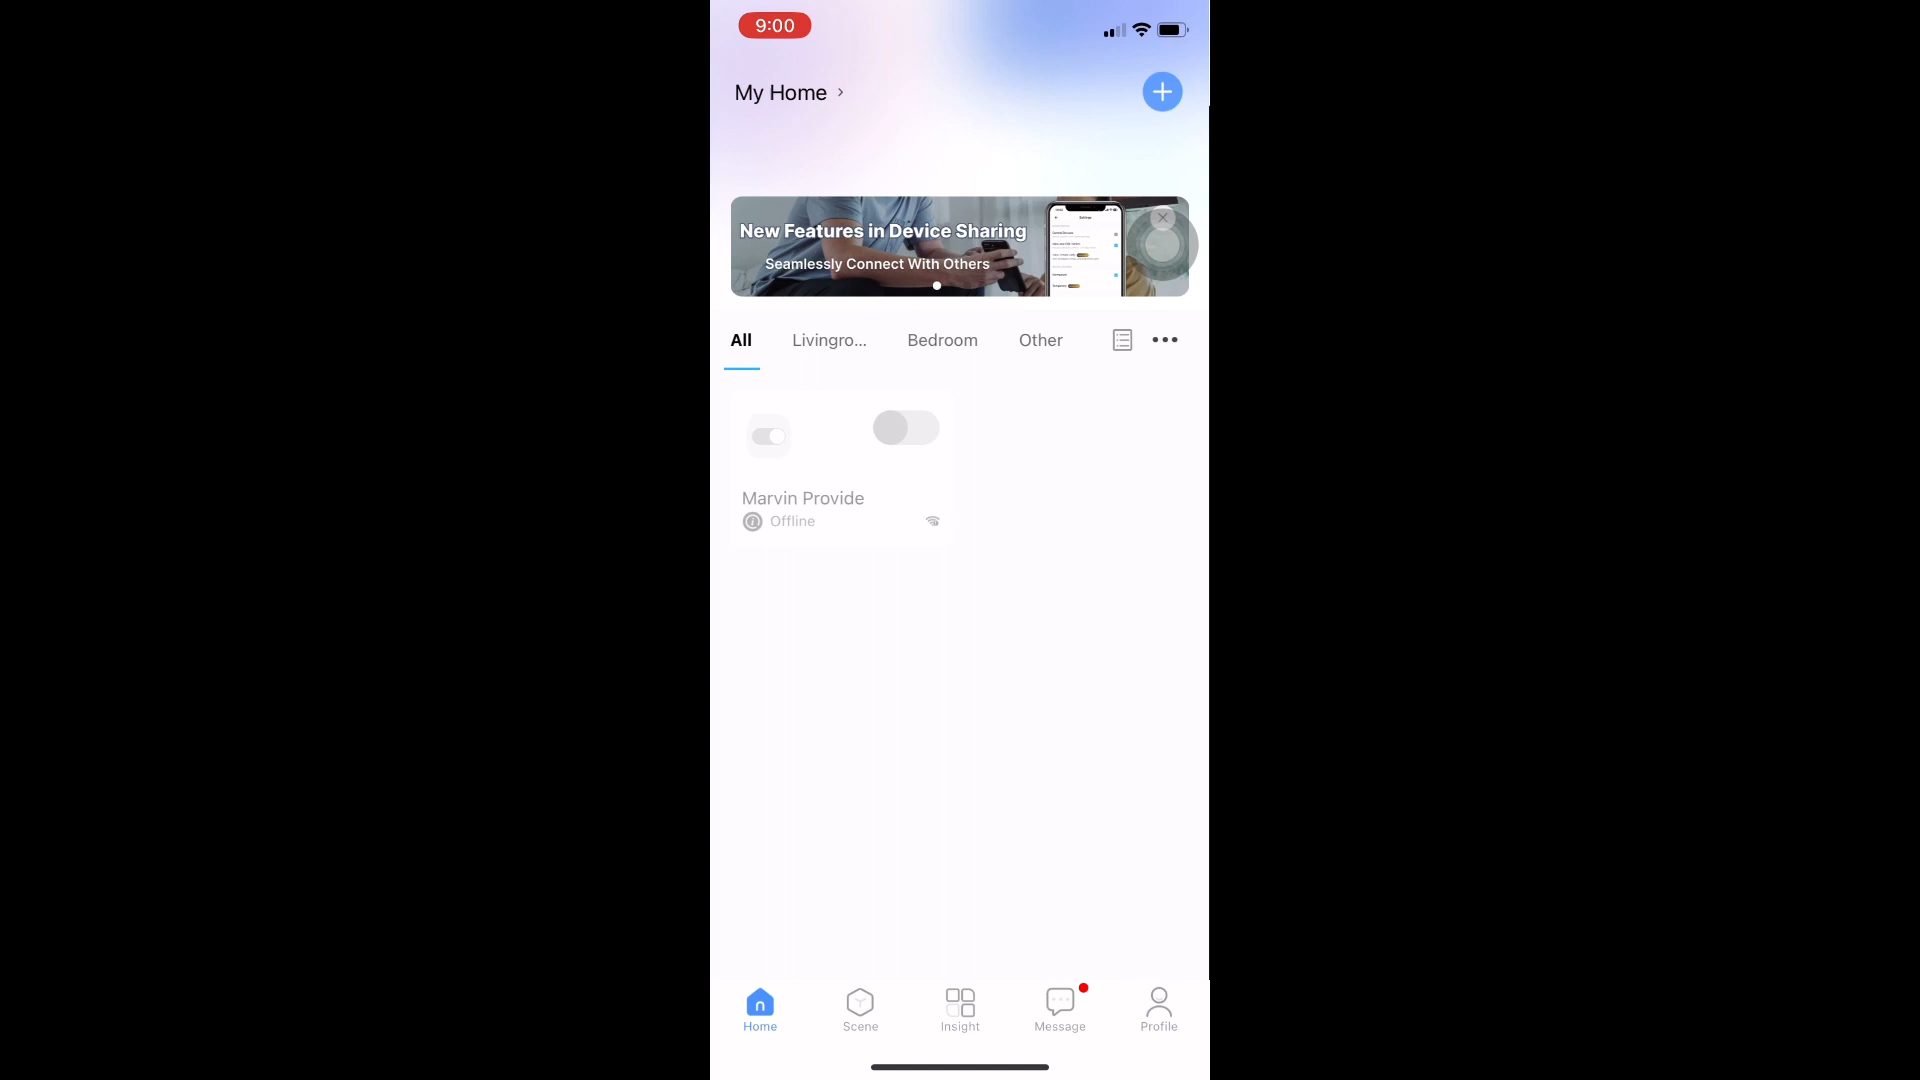 9:00
My Home
New Features in Device Sharing
Seamlessly Connect With Others
Settings
All Livingro... Bedroom Other
Marvin Provide
Offline
Home Scene Insight Message Profile